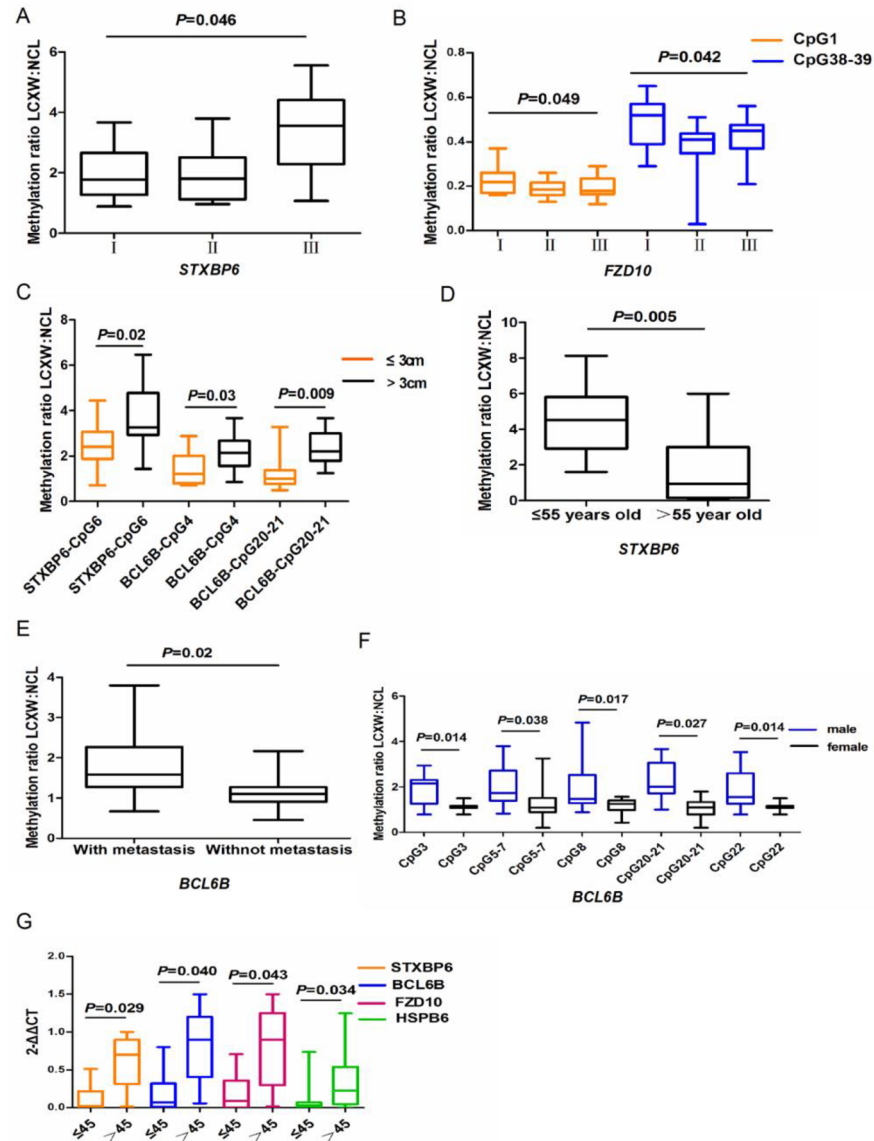 A
P=0.046
Methylation ratio LCXW:NCL
6
4
2
0
I II III
STXBP6
B
CpG1
CpG38-39
P=0.042
P=0.049
Methylation ratio LCXW:NCL
0.8
0.6
0.4
0.2
0.0
I II III I II III
FZD10
C
Methylation ratio LCXW:NCL
8
6
4
2
0
P=0.02
P=0.03
P=0.009
≤ 3cm
> 3cm
STXBP6-CpG6
STXBP6-CpG6
BCL6B-CpG4
BCL6B-CpG4
BCL6B-CpG20-21
BCL6B-CpG20-21
D
P=0.005
Methylation ratio LCXW:NCL
10
8
6
4
2
0
≤55 years old >55 year old
STXBP6
E
P=0.02
Methylation ratio LCXW:NCL
4
3
2
1
0
With metastasis Withnot metastasis
BCL6B
F
Methylation ratio LCXW:NCL
6
4
2
0
P=0.014
P=0.038
P=0.017
P=0.027
P=0.014
male
female
CpG3
CpG3
CpG5-7
CpG5-7
CpG8
CpG8
CpG20-21
CpG20-21
CpG22
CpG22
BCL6B
G
2-ΔΔCT
2.0
1.5
1.0
0.5
0.0
P=0.029
P=0.040
P=0.043
P=0.034
STXBP6
BCL6B
FZD10
HSPB6
≤45
>45
≤45
>45
≤45
>45
≤45
>45